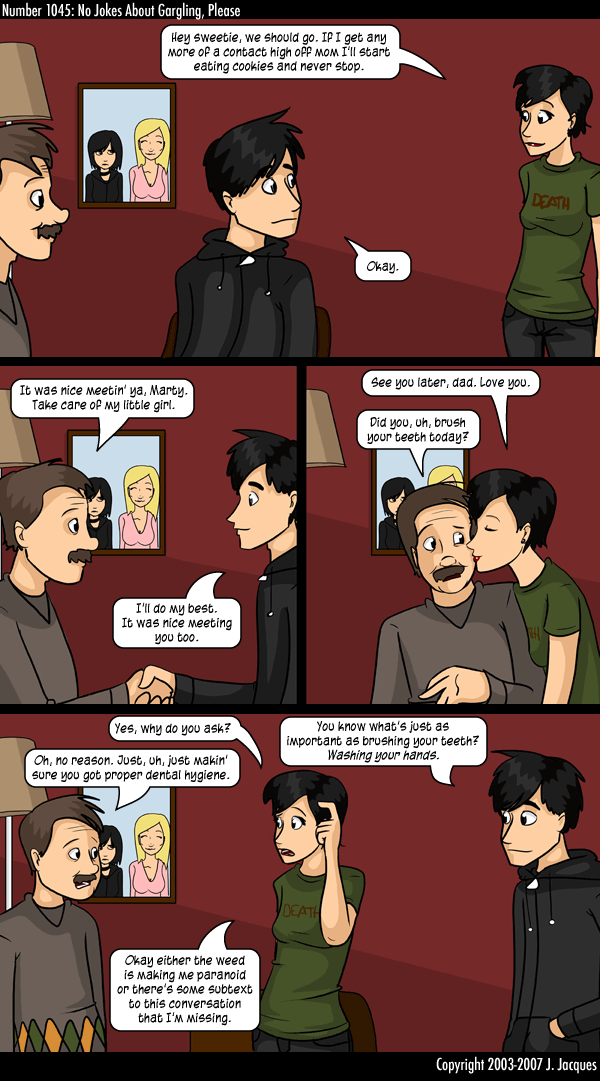 Number 1045: No Jokes About Gargling, Please
Hey sweetie, we should go. If I get any
more of a contact high off mom I'll start
eating cookies and never stop.
DEATH
Okay.
It was nice meetin' ya, Marty.
Take care of my little girl.
I'll do my best.
It was nice meeting
you too.
See you later, dad. Love you.
Did you, uh, brush
your teeth today?
TH
Yes, why do you ask?
Oh, no reason. Just, uh, just makin'
sure you got proper dental hygiene.
You know what's just as
important as brushing your teeth?
Washing your hands.
DEATH
Okay either the weed
is making me paranoid
or there's some subtext
to this conversation
that I'm missing.
Copyright 2003-2007 J. Jacques